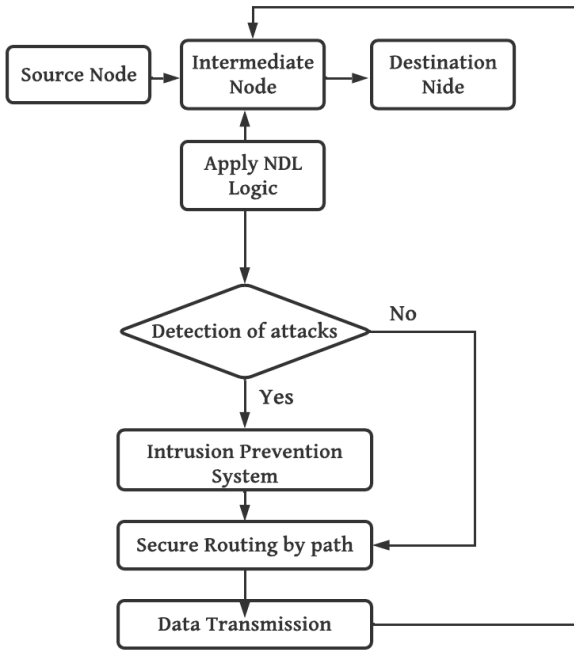 Source Node
Intermediate
Node
Destination
Nide
Apply NDL
Logic
Detection of attacks
No
Yes
Intrusion Prevention
System
Secure Routing by path
Data Transmission